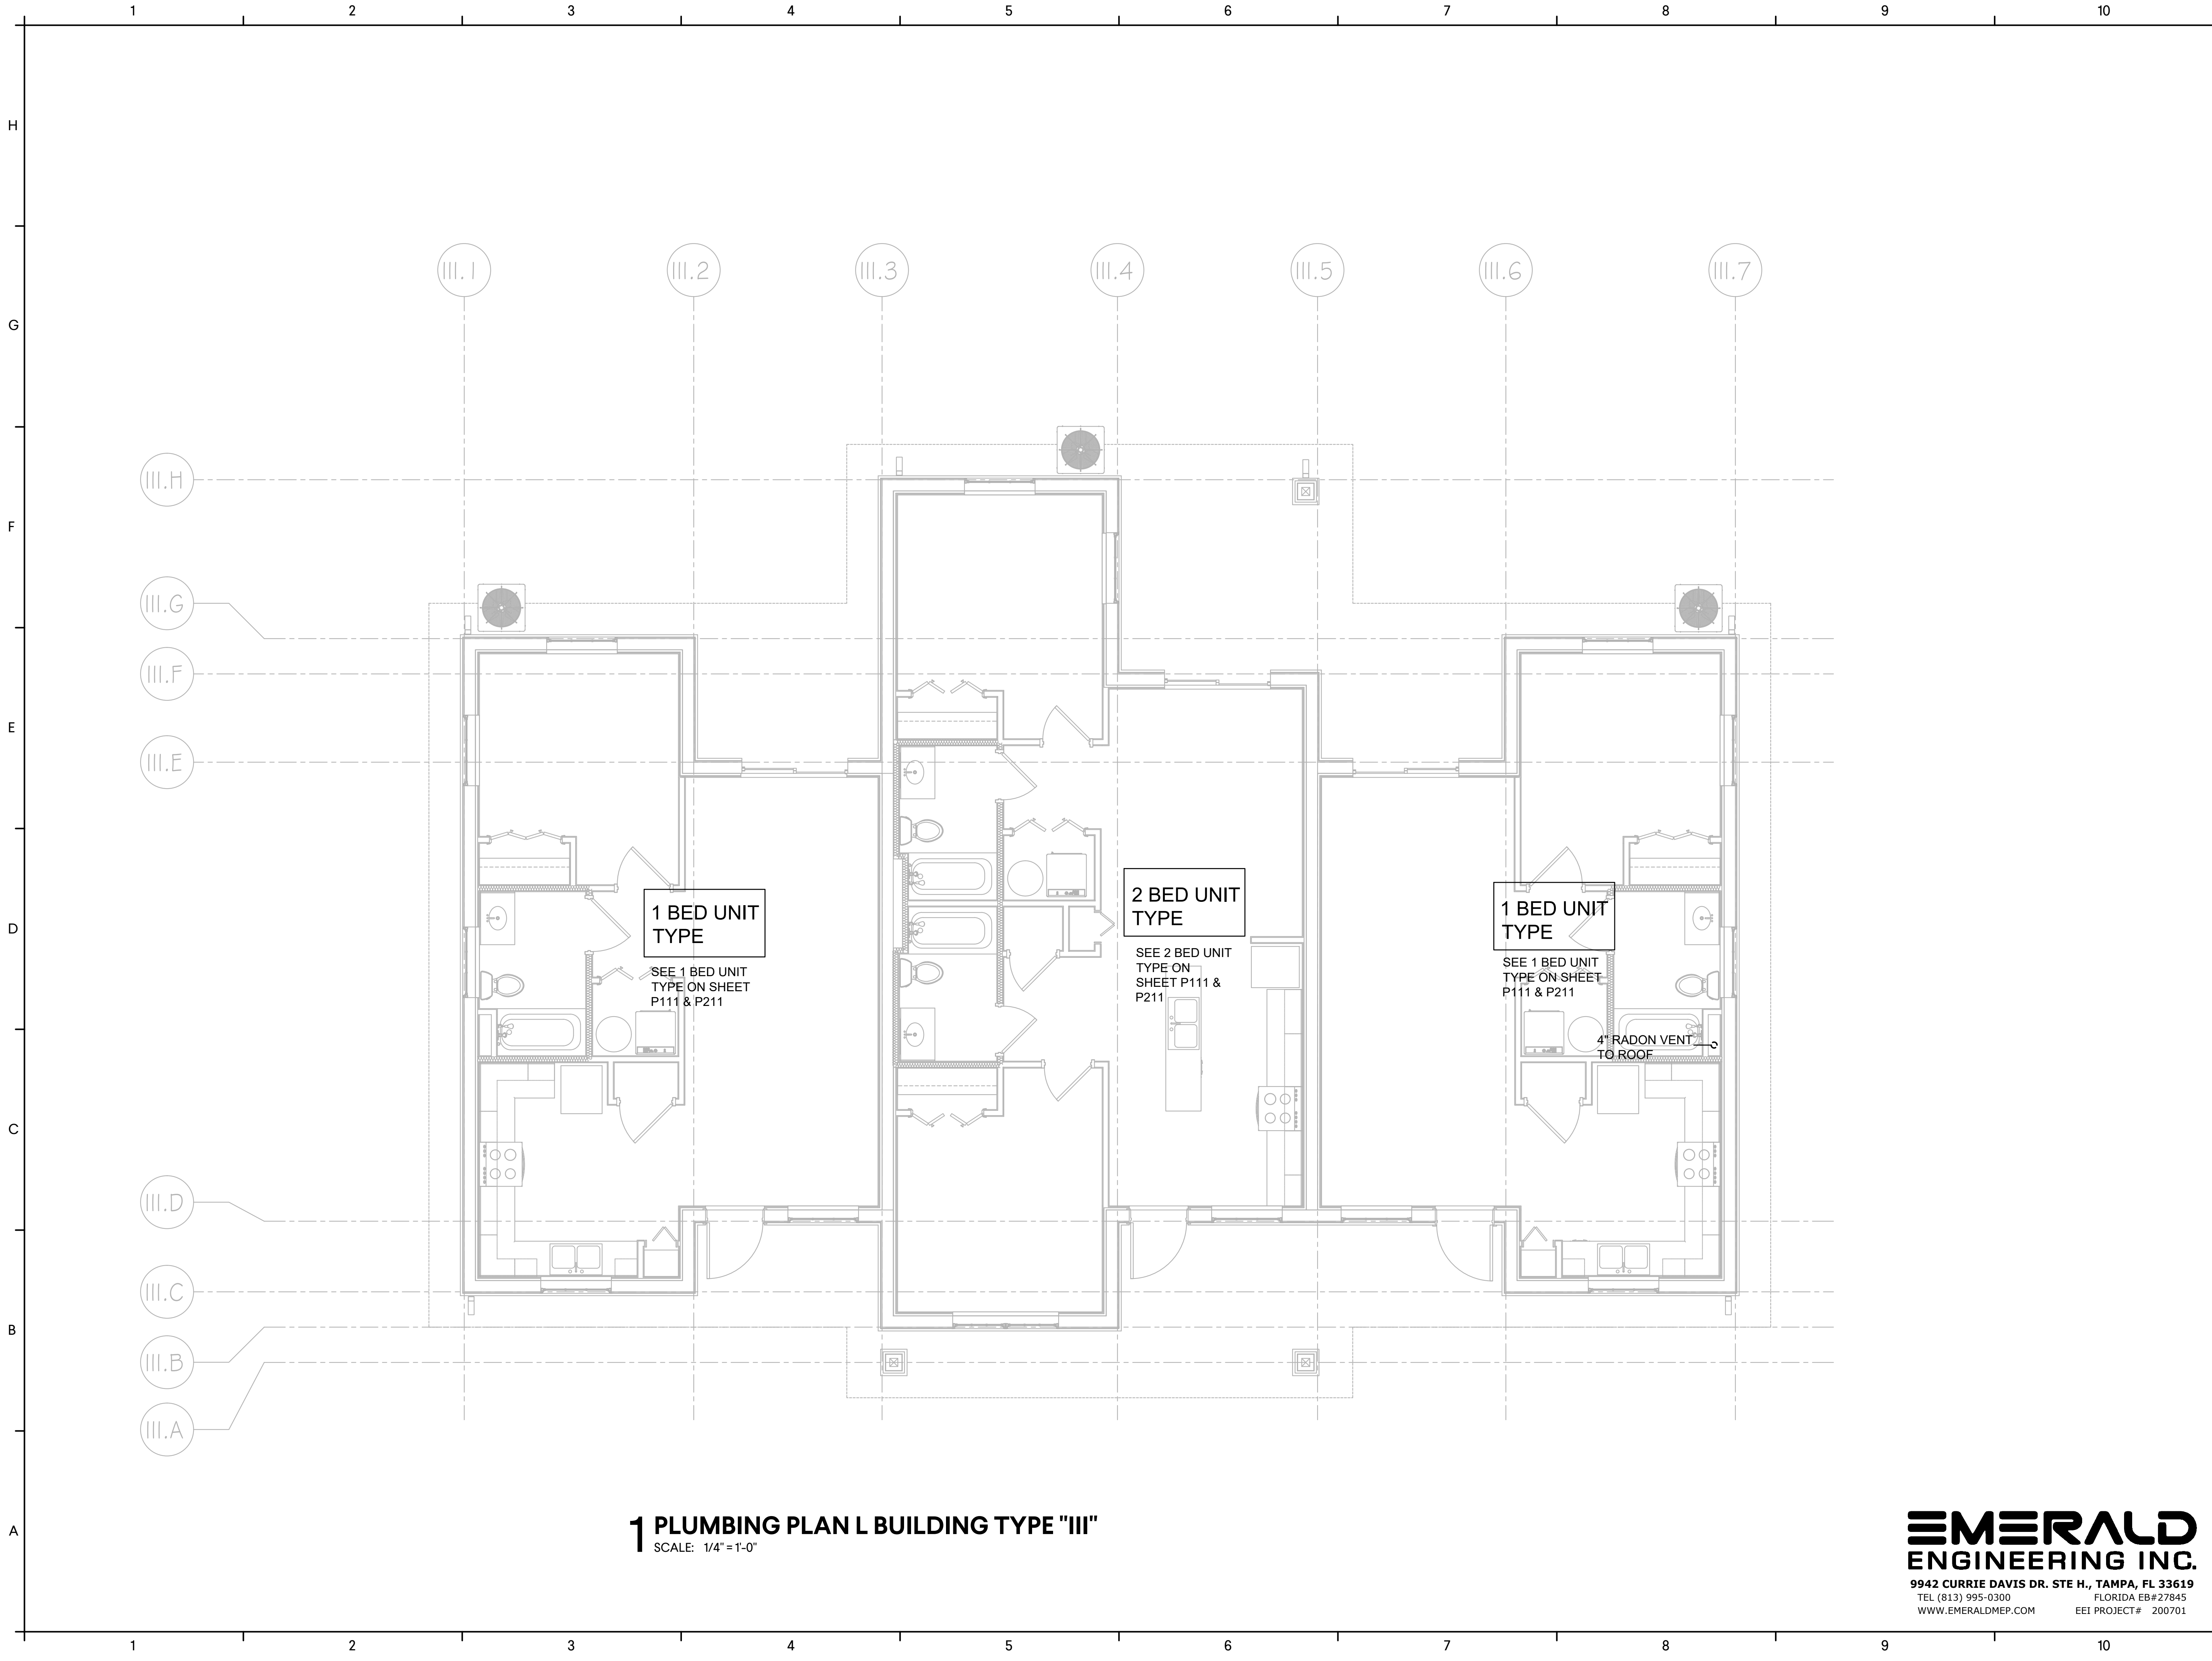 1 2 3 4 5 6 7 8 9 10
H
G
F
E
D
C
B
A
III.1 III.2 III.3 III.4 III.5 III.6 III.7
III.H
III.G
III.F
III.E
III.D
III.C
III.B
III.A
1 BED UNIT
TYPE
SEE 1 BED UNIT
TYPE ON SHEET
P111 & P211
2 BED UNIT
TYPE
SEE 2 BED UNIT
TYPE ON
SHEET P111 &
P211
1 BED UNIT
TYPE
SEE 1 BED UNIT
TYPE ON SHEET
P111 & P211
4" RADON VENT
TO ROOF
1 PLUMBING PLAN L BUILDING TYPE "III"
SCALE: 1/4" = 1'-0"
EMERALD
ENGINEERING INC.
9942 CURRIE DAVIS DR. STE H., TAMPA, FL 33619
TEL (813) 995-0300 FLORIDA EB#27845
WWW.EMERALDMEP.COM EEI PROJECT# 200701
1 2 3 4 5 6 7 8 9 10